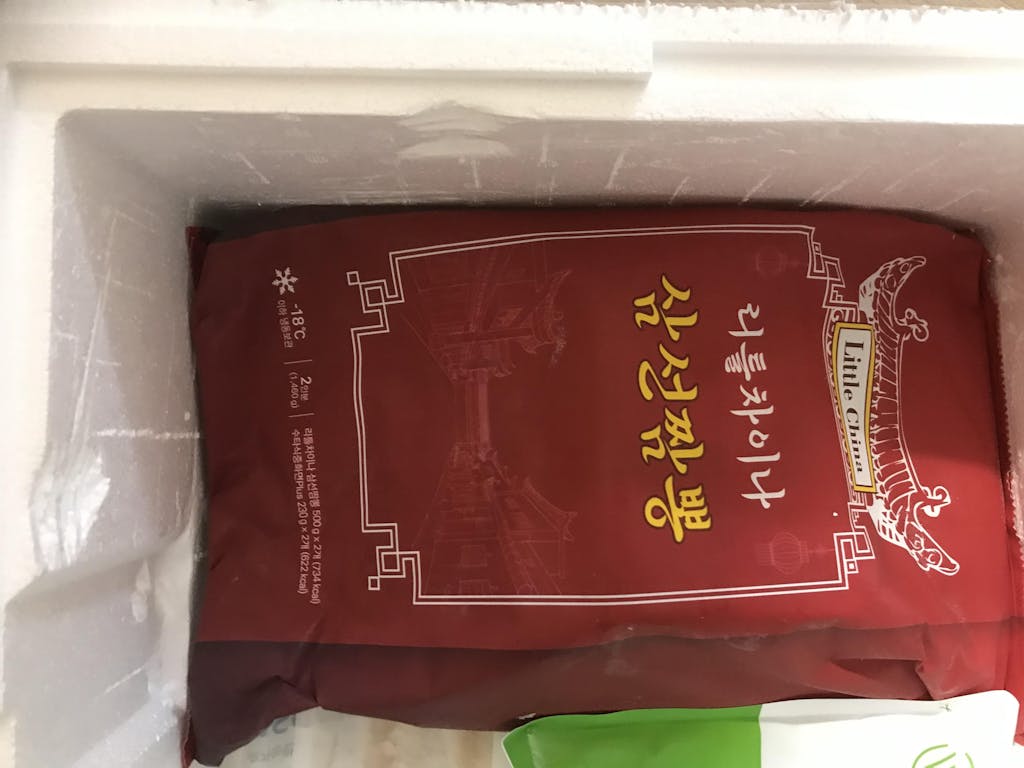 Little China
리틀차이나
삼선짬뽕
-18℃
이하 냉동보관
2인분
(1,460 g)
리틀차이나 삼선짬뽕 500g x 2개 (734 kcal)
수타식중화면Plus 230g x 2개 (622 kcal)